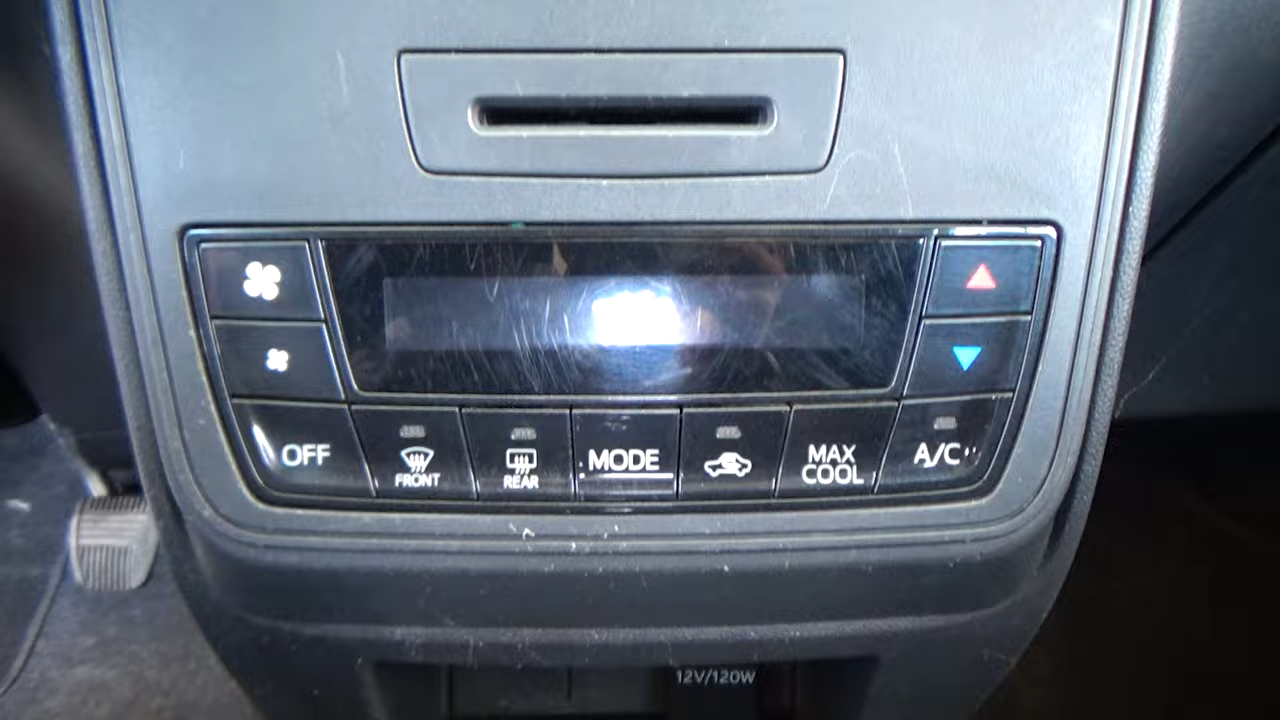 OFF
FRONT
REAR
MODE
MAX
COOL
A/C
12V/120W